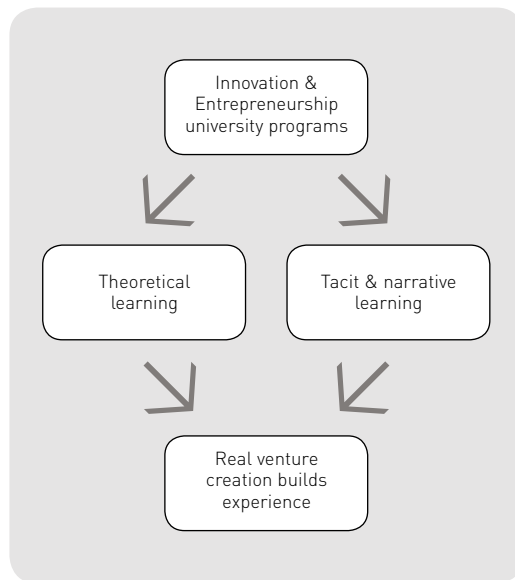 Innovation &
Entrepreneurship
university programs
Theoretical
learning
Tacit & narrative
learning
Real venture
creation builds
experience